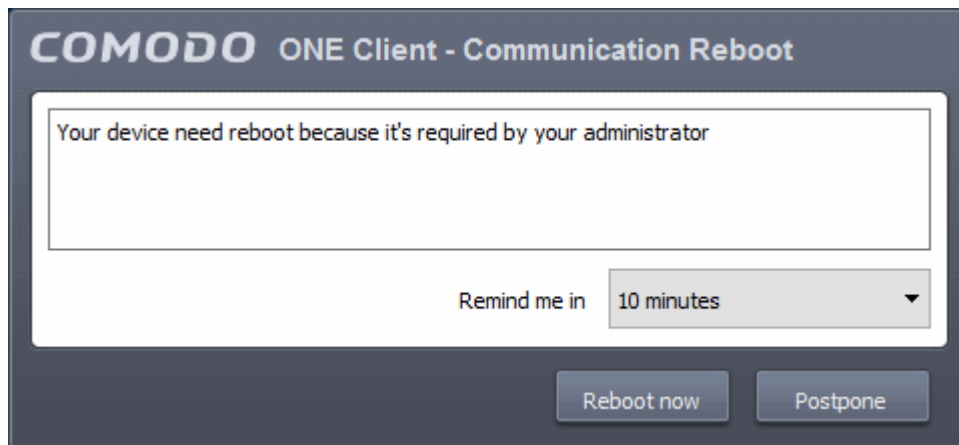 COMODO ONE Client - Communication Reboot
Your device need reboot because it's required by your administrator
Remind me in 10 minutes
Reboot now Postpone